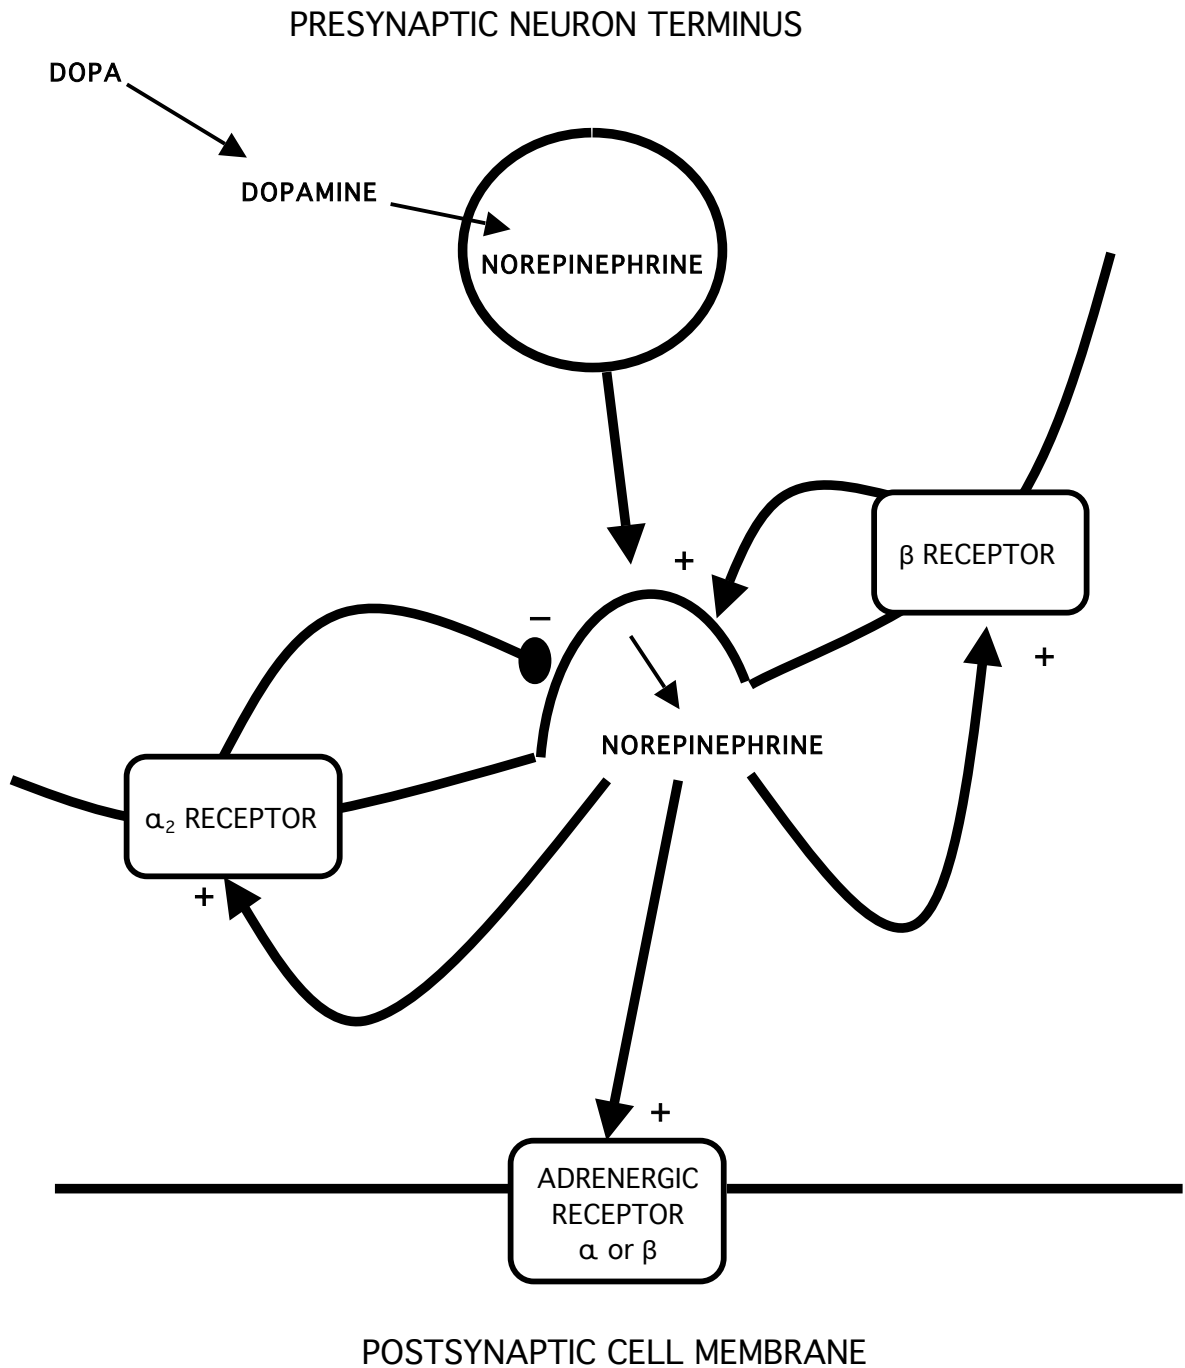 PRESYNAPTIC NEURON TERMINUS
DOPA
DOPAMINE
NOREPINEPHRINE
+
β RECEPTOR
−
+
NOREPINEPHRINE
α₂ RECEPTOR
+
+
ADRENERGIC
RECEPTOR
α or β
POSTSYNAPTIC CELL MEMBRANE